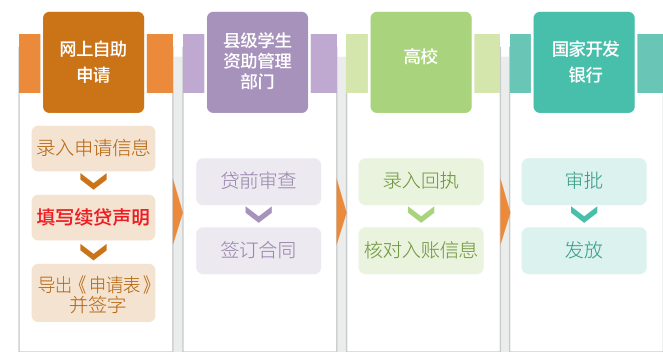 网上自助
申请
录入申请信息
填写续贷声明
导出《申请表》
并签字
县级学生
资助管理
部门
贷前审查
签订合同
高校
录入回执
核对入账信息
国家开发
银行
审批
发放